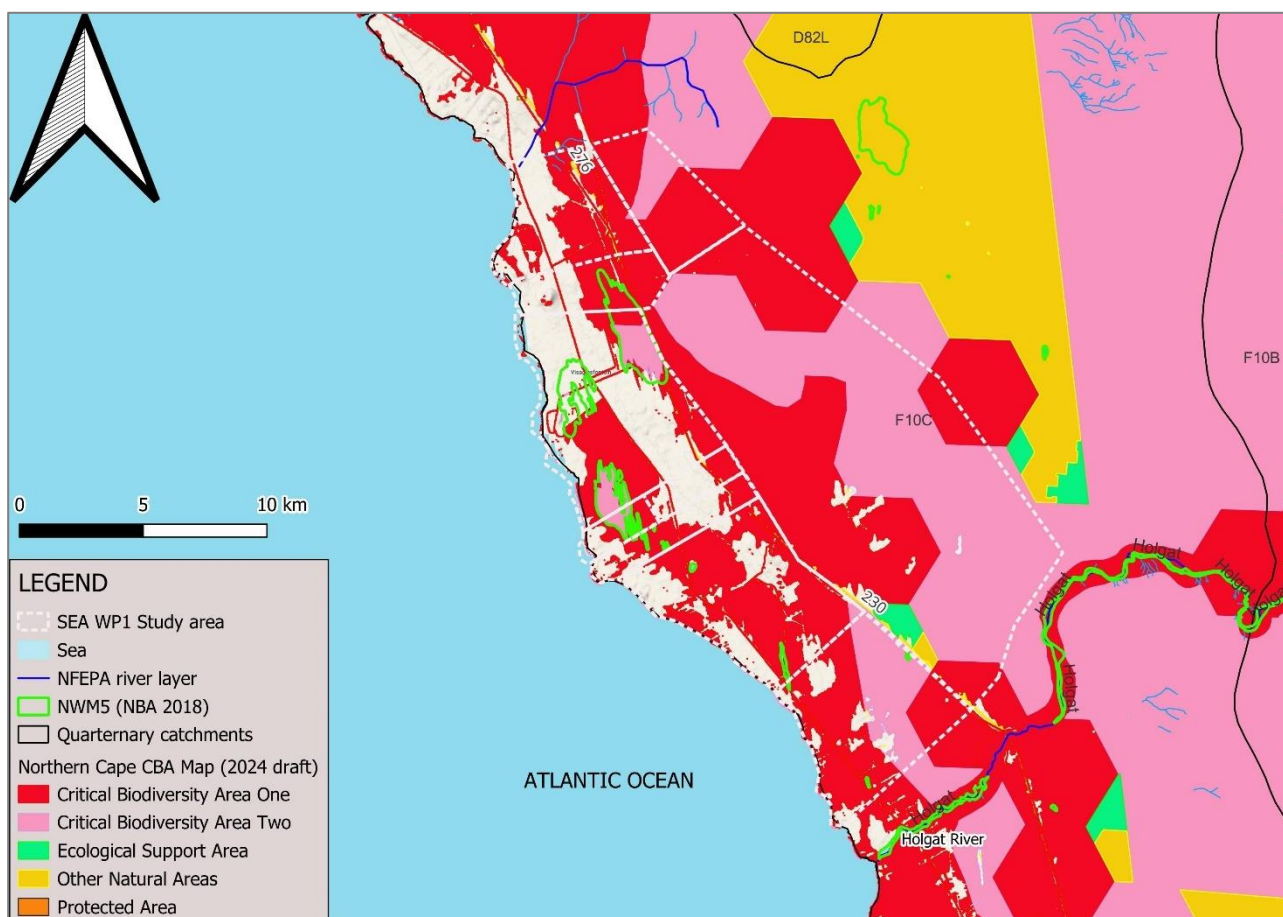 D82L
276
F10B
F10C
0 5 10 km
Holgat
Holgat
Holgat
Holgat
Holgat
230
LEGEND
SEA WP1 Study area
Sea
NFEPA river layer
NWM5 (NBA 2018)
Quarternary catchments
Northern Cape CBA Map (2024 draft)
Critical Biodiversity Area One
Critical Biodiversity Area Two
Ecological Support Area
Other Natural Areas
Protected Area
ATLANTIC OCEAN
Holgat
Holgat River